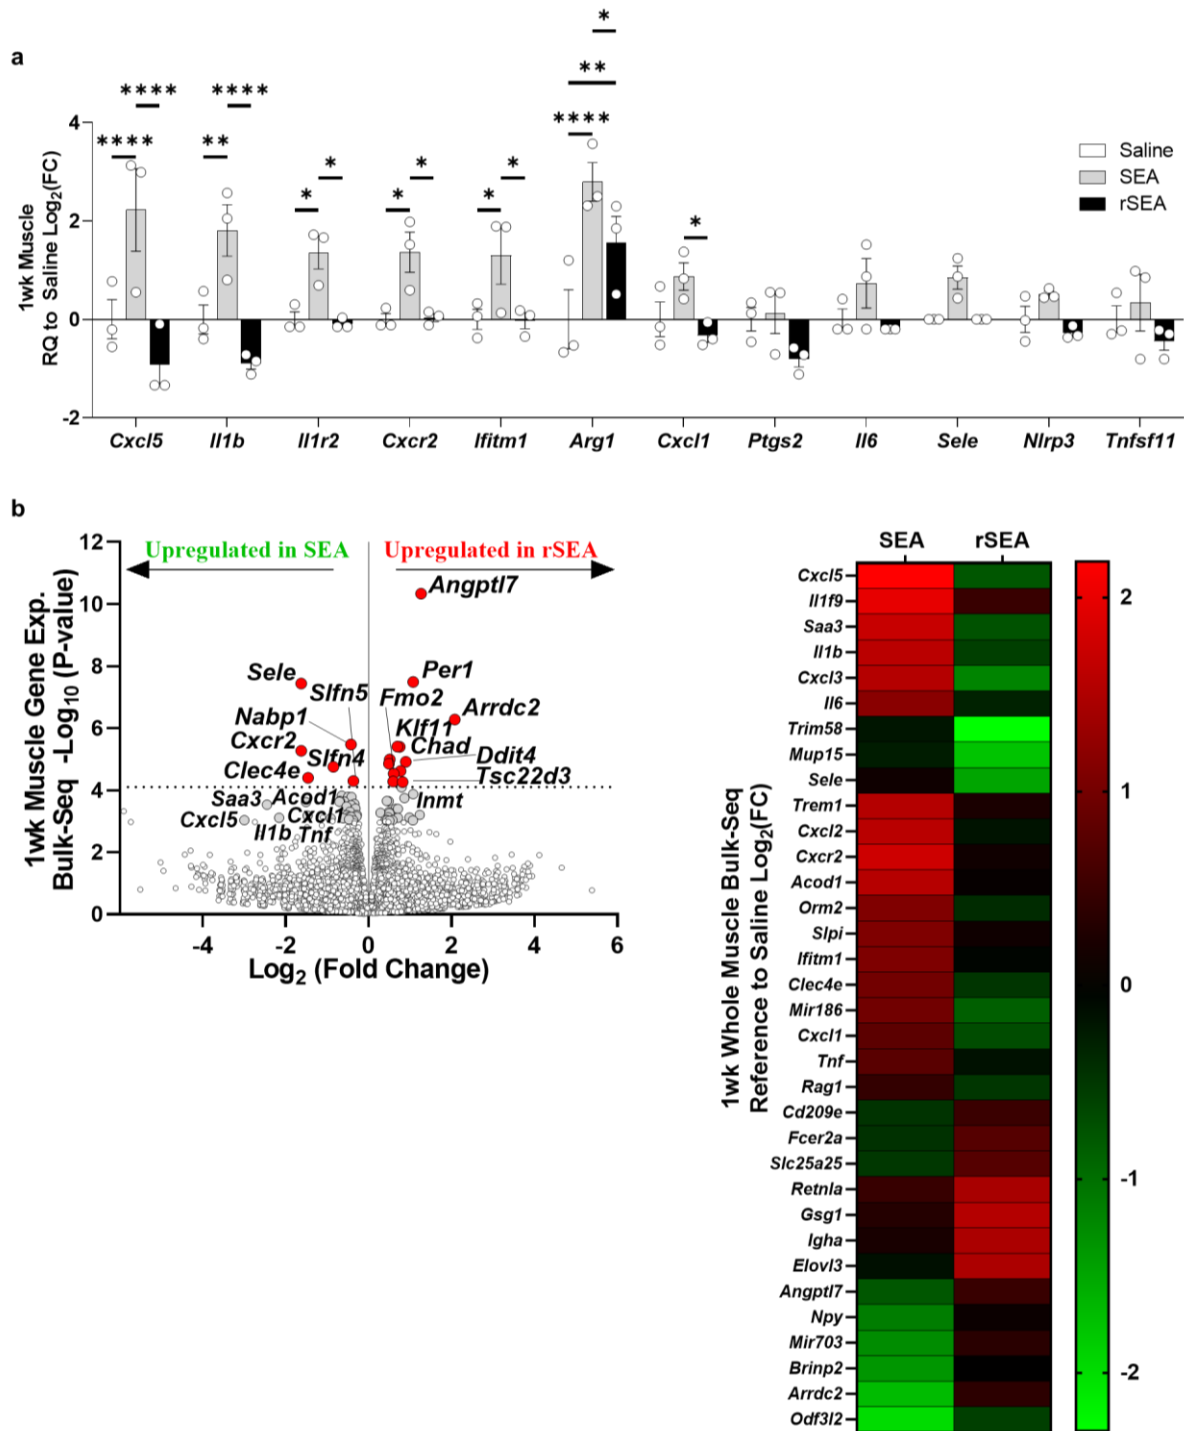 a
*
**
**** **** ****
**** ** * * * * * * *
4
2
0
-2
1wk Muscle
RQ to Saline Log2(FC)
Saline
SEA
rSEA
Cxcl5 Il1b Il1r2 Cxcr2 Ifitm1 Arg1 Cxcl1 Ptgs2 Il6 Sele Nlrp3 Tnfsf11
b
1wk Muscle Gene Exp.
Bulk-Seq -Log10 (P-value)
12
10
8
6
4
2
0
Upregulated in SEA
Upregulated in rSEA
Angptl7
Sele
Per1
Slfn5
Fmo2
Arrdc2
Nabp1
Klf11
Cxcr2
Slfn4
Chad
Ddit4
Clec4e
Tsc22d3
Saa3
Acod1
Inmt
Cxcl5
Cxcl1
Il1b
Tnf
-4 -2 0 2 4 6
Log2 (Fold Change)
1wk Whole Muscle Bulk-Seq
Reference to Saline Log2(FC)
SEA rSEA
Cxcl5
Il1f9
Saa3
Il1b
Cxcl3
Il6
Trim58
Mup15
Sele
Trem1
Cxcl2
Cxcr2
Acod1
Orm2
Slpi
Ifitm1
Clec4e
Mir186
Cxcl1
Tnf
Rag1
Cd209e
Fcer2a
Slc25a25
Retnla
Gsg1
Igha
Elovl3
Angptl7
Npy
Mir703
Brinp2
Arrdc2
Odf3l2
2
1
0
-1
-2